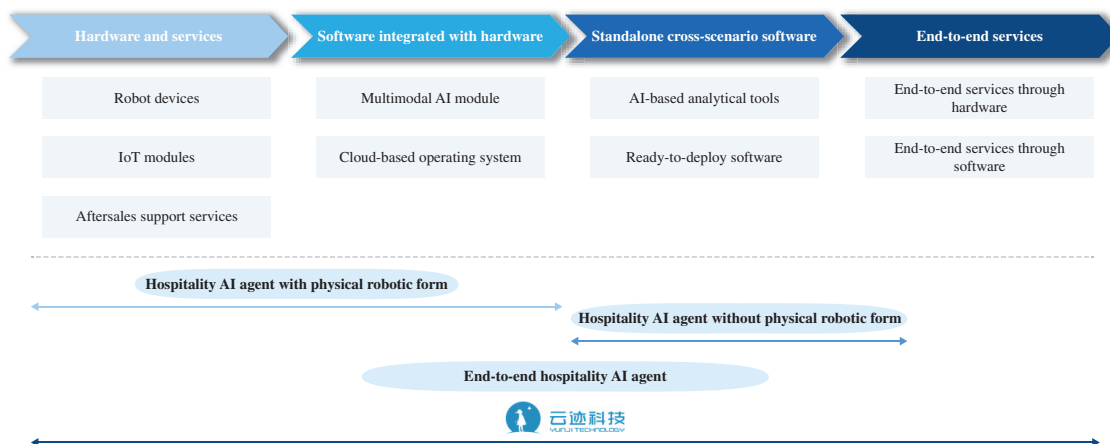 Hardware and services
Software integrated with hardware
Standalone cross-scenario software
End-to-end services
Robot devices
Multimodal AI module
AI-based analytical tools
End-to-end services through
hardware
IoT modules
Cloud-based operating system
Ready-to-deploy software
End-to-end services through
software
Aftersales support services
Hospitality AI agent with physical robotic form
Hospitality AI agent without physical robotic form
End-to-end hospitality AI agent
云迹科技
YUNJI TECHNOLOGY